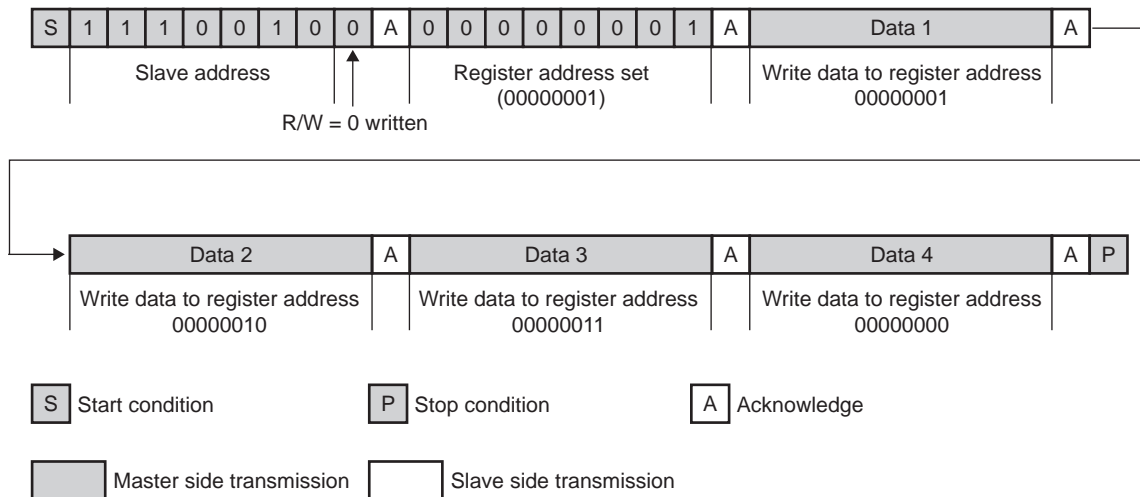 S 1 1 1 0 0 1 0 0 A 0 0 0 0 0 0 0 1 A Data 1 A
Slave address Register address set Write data to register address
(00000001) 00000001
R/W = 0 written
Data 2 A Data 3 A Data 4 A P
Write data to register address Write data to register address Write data to register address
00000010 00000011 00000000
S Start condition P Stop condition A Acknowledge
Master side transmission Slave side transmission